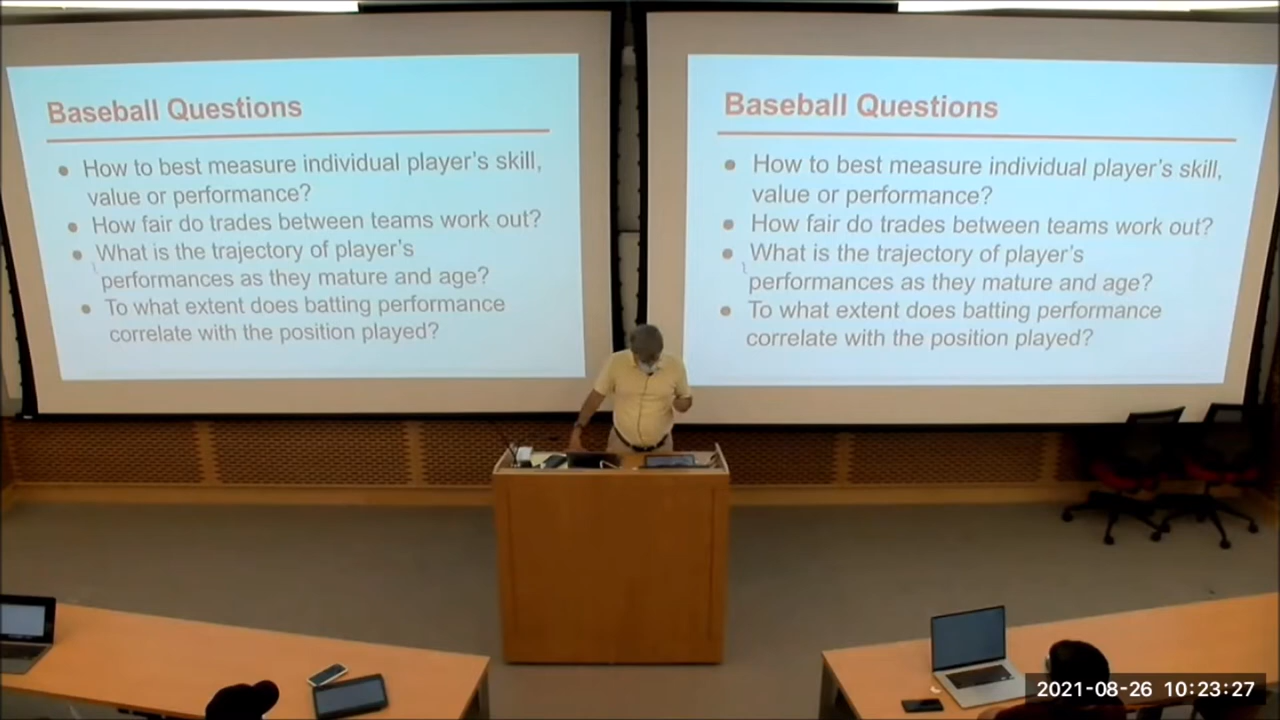 Baseball Questions
● How to best measure individual player's skill,
value or performance?
● How fair do trades between teams work out?
● What is the trajectory of player's
performances as they mature and age?
● To what extent does batting performance
correlate with the position played?
Baseball Questions
● How to best measure individual player's skill,
value or performance?
● How fair do trades between teams work out?
● What is the trajectory of player's
performances as they mature and age?
● To what extent does batting performance
correlate with the position played?
2021-08-26 10:23:27